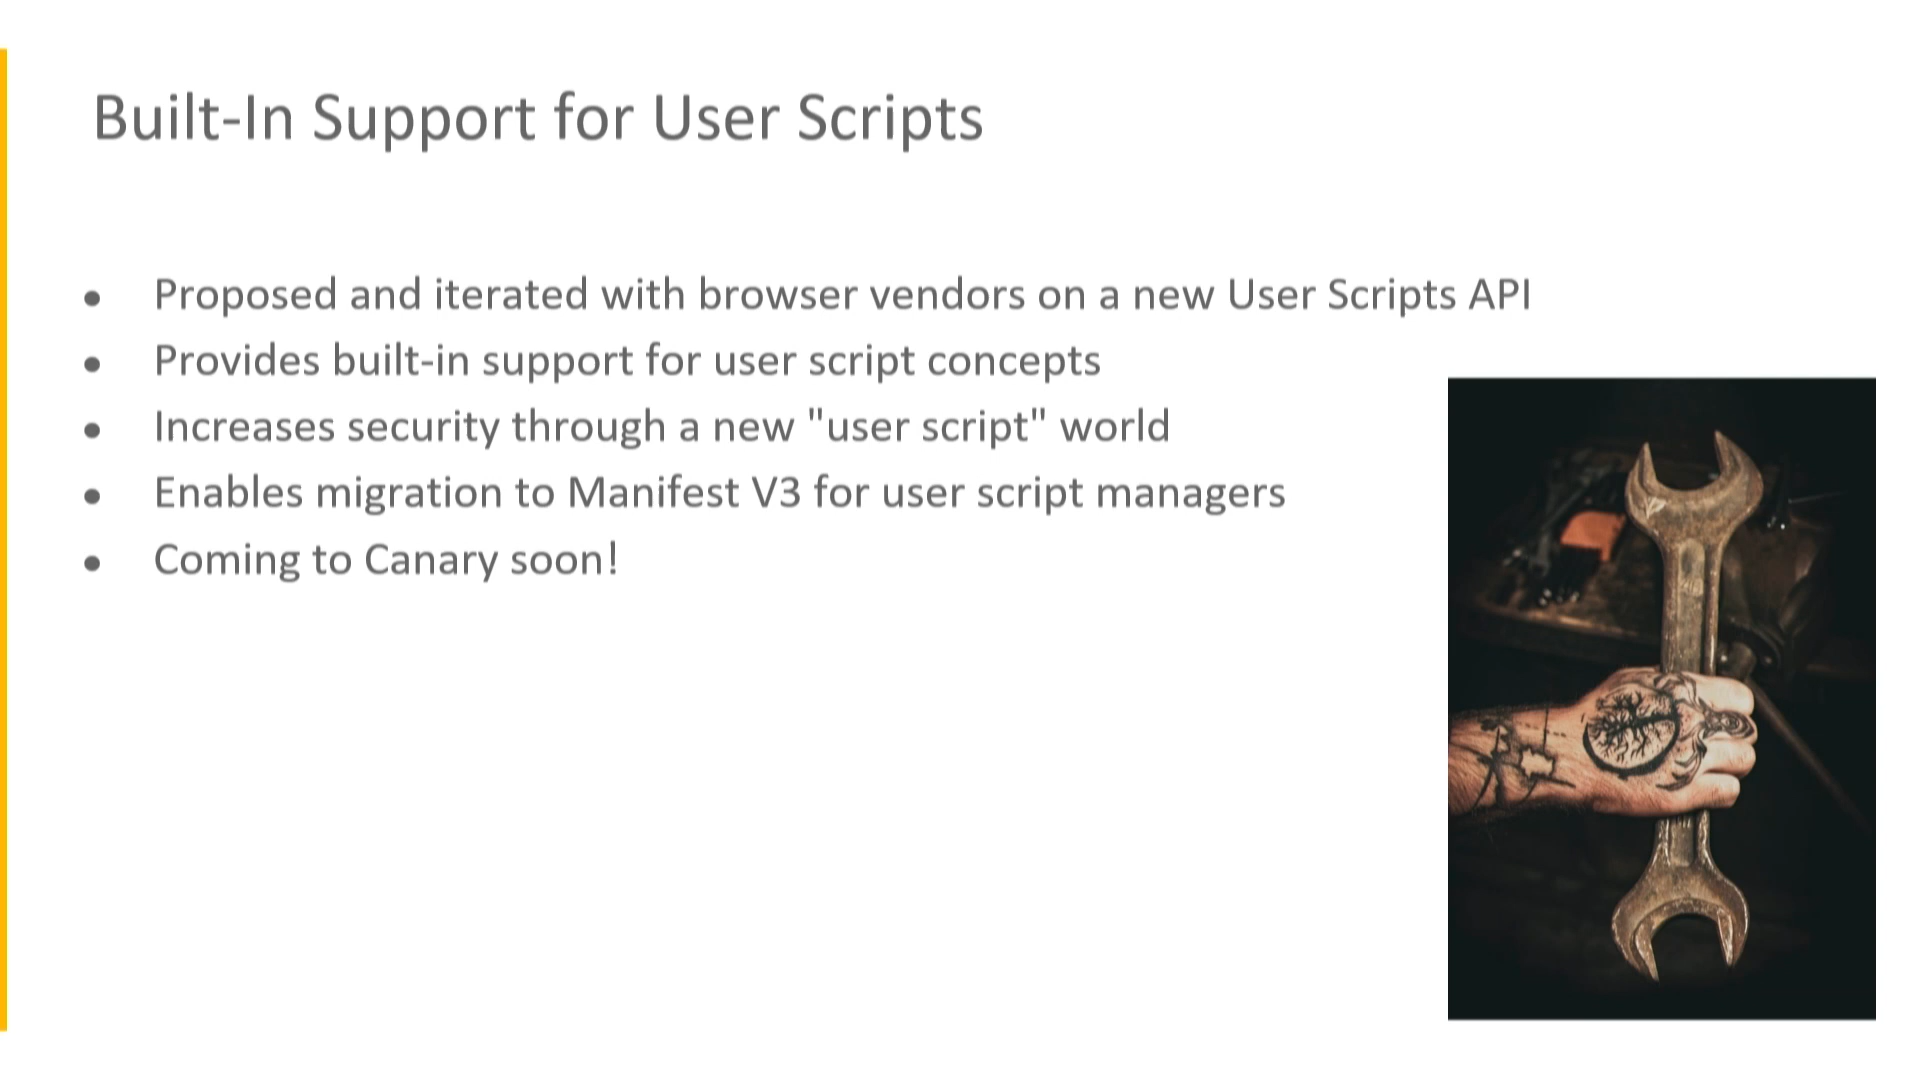 Built-In Support for User Scripts
● Proposed and iterated with browser vendors on a new User Scripts API
● Provides built-in support for user script concepts
● Increases security through a new "user script" world
● Enables migration to Manifest V3 for user script managers
● Coming to Canary soon!